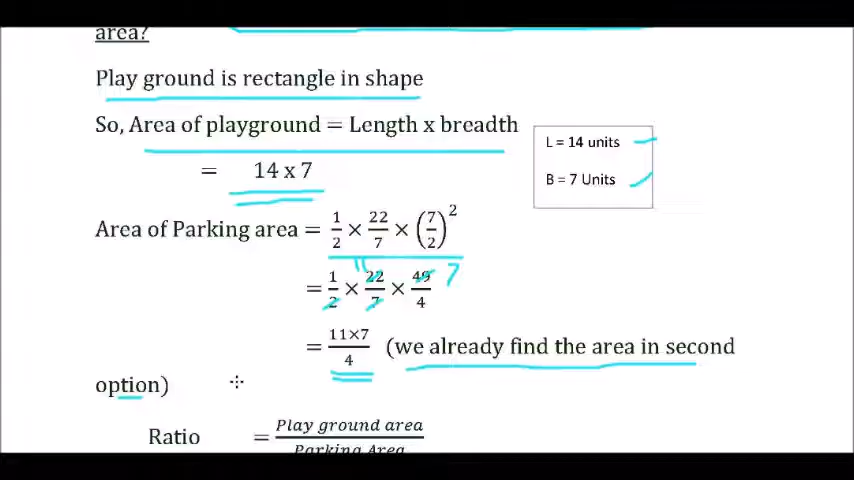 area?
Play ground is rectangle in shape
So, Area of playground = Length x breadth
L = 14 units
= 14 x 7
B = 7 Units
Area of Parking area = 1/2 × 22/7 × (7/2)²
= 1/2 × 22/7 × 49/4
11 7
= 11×7/4 (we already find the area in second
option)
Ratio = Play ground area/Parking Area